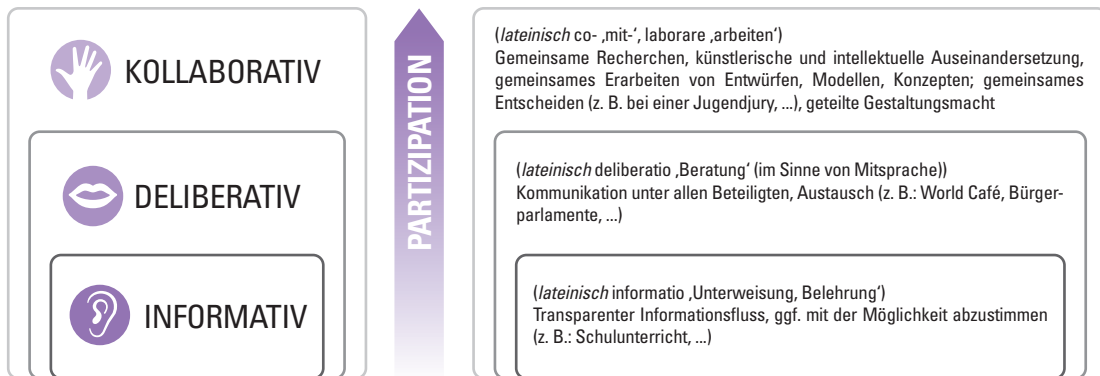 KOLLABORATIV
DELIBERATIV
INFORMATIV
PARTIZIPATION
(lateinisch co- ‚mit-‘, laborare ‚arbeiten‘)
Gemeinsame Recherchen, künstlerische und intellektuelle Auseinandersetzung,
gemeinsames Erarbeiten von Entwürfen, Modellen, Konzepten; gemeinsames
Entscheiden (z. B. bei einer Jugendjury, ...), geteilte Gestaltungsmacht
(lateinisch deliberatio ‚Beratung‘ (im Sinne von Mitsprache))
Kommunikation unter allen Beteiligten, Austausch (z. B.: World Café, Bürger-
parlamente, ...)
(lateinisch informatio ‚Unterweisung, Belehrung‘)
Transparenter Informationsfluss, ggf. mit der Möglichkeit abzustimmen
(z. B.: Schulunterricht, ...)